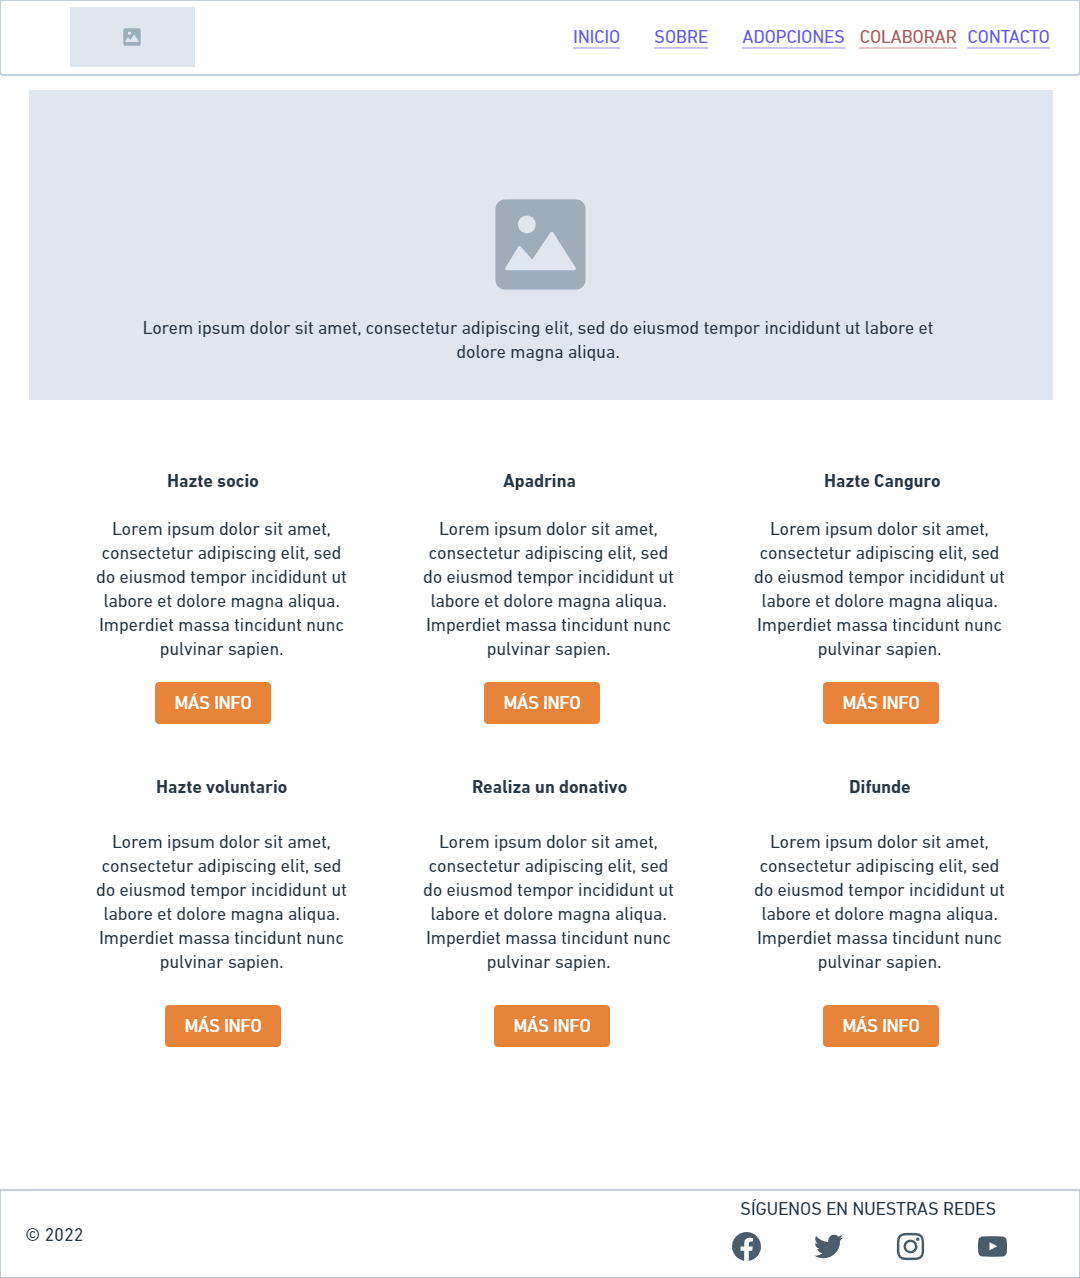 INICIO SOBRE ADOPCIONES COLABORAR CONTACTO
Lorem ipsum dolor sit amet, consectetur adipiscing elit, sed do eiusmod tempor incididunt ut labore et
dolore magna aliqua.
Hazte socio
Lorem ipsum dolor sit amet,
consectetur adipiscing elit, sed
do eiusmod tempor incididunt ut
labore et dolore magna aliqua.
Imperdiet massa tincidunt nunc
pulvinar sapien.
MÁS INFO
Apadrina
Lorem ipsum dolor sit amet,
consectetur adipiscing elit, sed
do eiusmod tempor incididunt ut
labore et dolore magna aliqua.
Imperdiet massa tincidunt nunc
pulvinar sapien.
MÁS INFO
Hazte Canguro
Lorem ipsum dolor sit amet,
consectetur adipiscing elit, sed
do eiusmod tempor incididunt ut
labore et dolore magna aliqua.
Imperdiet massa tincidunt nunc
pulvinar sapien.
MÁS INFO
Hazte voluntario
Lorem ipsum dolor sit amet,
consectetur adipiscing elit, sed
do eiusmod tempor incididunt ut
labore et dolore magna aliqua.
Imperdiet massa tincidunt nunc
pulvinar sapien.
MÁS INFO
Realiza un donativo
Lorem ipsum dolor sit amet,
consectetur adipiscing elit, sed
do eiusmod tempor incididunt ut
labore et dolore magna aliqua.
Imperdiet massa tincidunt nunc
pulvinar sapien.
MÁS INFO
Difunde
Lorem ipsum dolor sit amet,
consectetur adipiscing elit, sed
do eiusmod tempor incididunt ut
labore et dolore magna aliqua.
Imperdiet massa tincidunt nunc
pulvinar sapien.
MÁS INFO
© 2022
SÍGUENOS EN NUESTRAS REDES